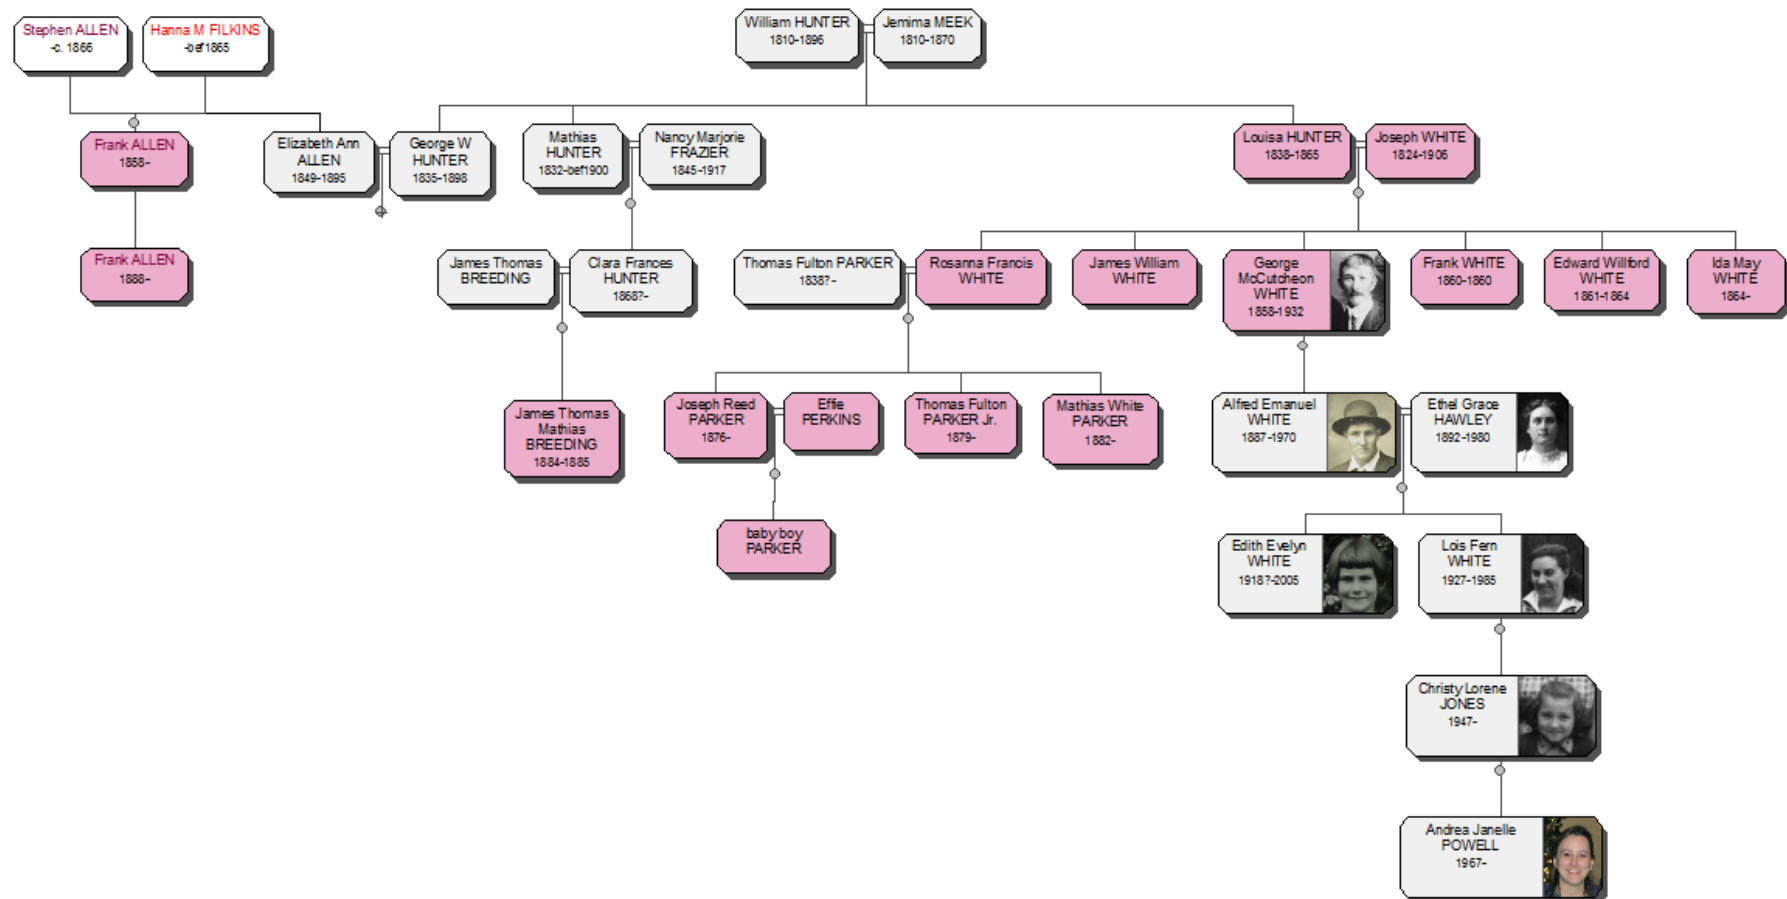 Stephen ALLEN
-c. 1866
Hanna M FILKINS
-bef1865
William HUNTER
1810-1896
Jemima MEEK
1810-1870
Frank ALLEN
1858-
Elizabeth Ann
ALLEN
1849-1895
George W
HUNTER
1835-1898
Mathias
HUNTER
1832-bef1900
Nancy Marjorie
FRAZIER
1845-1917
Louisa HUNTER
1838-1865
Joseph WHITE
1824-1906
Frank ALLEN
1888-
James Thomas
BREEDING
Clara Frances
HUNTER
1868?-
Thomas Fulton PARKER
1838?-
Rosanna Francis
WHITE
James William
WHITE
George
McCutcheon
WHITE
1858-1932
Frank WHITE
1860-1860
Edward Willford
WHITE
1861-1864
Ida May
WHITE
1864-
James Thomas
Mathias
BREEDING
1884-1885
Joseph Reed
PARKER
1876-
Effie
PERKINS
Thomas Fulton
PARKER Jr.
1879-
Mathias White
PARKER
1882-
Alfred Emanuel
WHITE
1887-1970
Ethel Grace
HAWLEY
1892-1980
baby boy
PARKER
Edith Evelyn
WHITE
1918?-2005
Lois Fern
WHITE
1927-1985
Christy Lorene
JONES
1947-
Andrea Janelle
POWELL
1967-